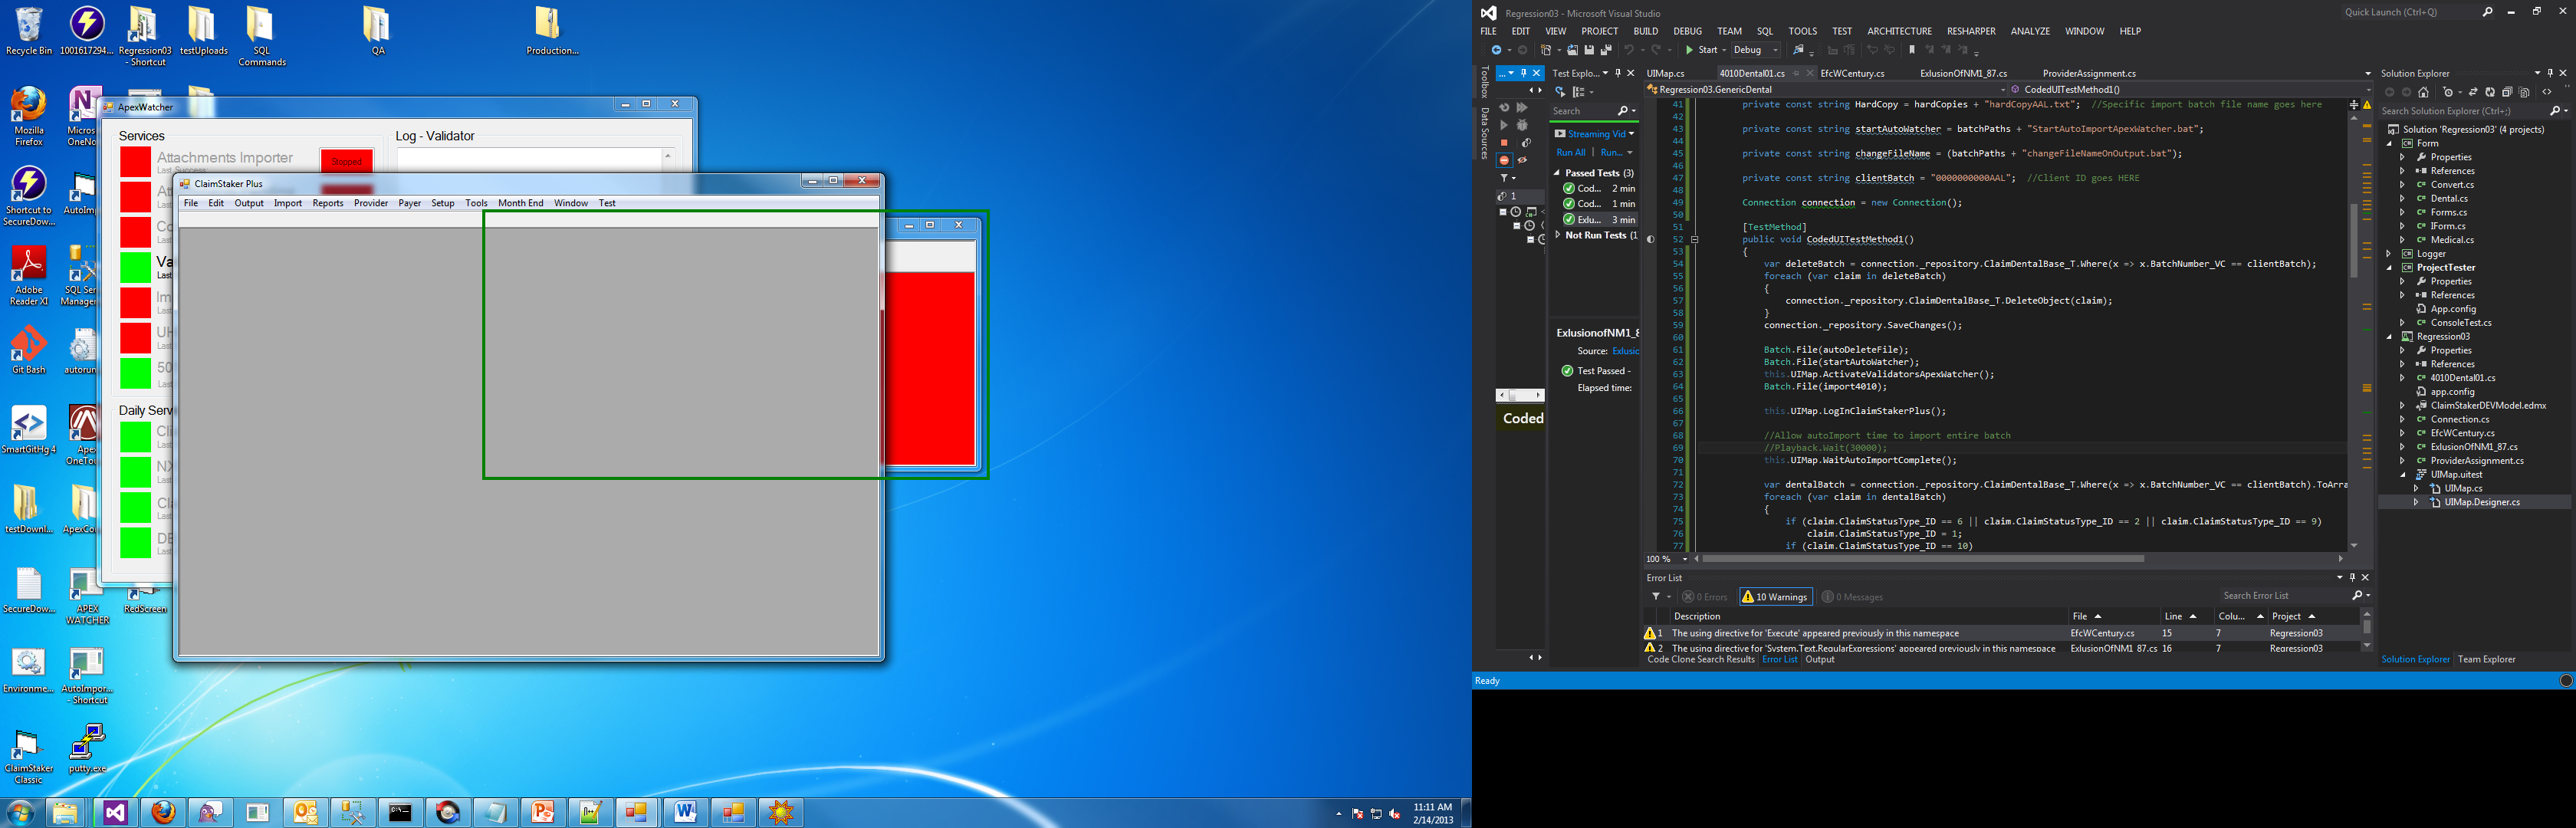 Recycle Bin
1001617294...
Regression03 - Shortcut
testUploads
SQL Commands
QA
Production...
Mozilla Firefox
Shortcut to SecureDow...
Adobe Reader XI
SQL Ser Manage
Git Bash
autorun
SmartGitHg 4
testDownl...
SecureDow...
APEX WATCHER
RedScreen
Environme...
AutoImpor... - Shortcut
ClaimStaker Classic
putty.exe
ApexWatcher
Services
Log - Validator
Attachments Importer
Last Success:
Stopped
Daily Serv
ClaimStaker Plus
File Edit Output Import Reports Provider Payer Setup Tools Month End Window Test
11:11 AM
2/14/2013
Regression03 - Microsoft Visual Studio
Quick Launch (Ctrl+Q)
FILE EDIT VIEW PROJECT BUILD DEBUG TEAM SQL TOOLS TEST ARCHITECTURE RESHARPER ANALYZE WINDOW HELP
Start Debug
Toolbox
Data Sources
Test Explo...
Search
Streaming Vid
Run All | Run...
Passed Tests (3)
Cod... 2 min
Cod... 1 min
Exlu... 3 min
Not Run Tests (1
ExlusionofNM1_8
Source: Exlusic
Test Passed -
Elapsed time:
Coded
UIMap.cs 4010Dental01.cs EfcWCentury.cs ExlusionOfNM1_87.cs ProviderAssignment.cs
Regression03.GenericDental CodedUITestMethod1()
41 private const string HardCopy = hardCopies + "hardCopyAAL.txt"; //Specific import batch file name goes here
42
43 private const string startAutoWatcher = batchPaths + "StartAutoImportApexWatcher.bat";
44
45 private const string changeFileName = (batchPaths + "changeFileNameOnOutput.bat");
46
47 private const string clientBatch = "0000000000AAL"; //Client ID goes HERE
48
49 Connection connection = new Connection();
50
51 [TestMethod]
52 public void CodedUITestMethod1()
53 {
54 var deleteBatch = connection._repository.ClaimDentalBase_T.Where(x => x.BatchNumber_VC == clientBatch);
55 foreach (var claim in deleteBatch)
56 {
57 connection._repository.ClaimDentalBase_T.DeleteObject(claim);
58 }
59 connection._repository.SaveChanges();
60
61 Batch.File(autoDeleteFile);
62 Batch.File(startAutoWatcher);
63 this.UIMap.ActivateValidatorsApexWatcher();
64 Batch.File(import4010);
65
66 this.UIMap.LogInClaimStakerPlus();
67
68 //Allow autoImport time to import entire batch
69 //Playback.Wait(30000);
70 this.UIMap.WaitAutoImportComplete();
71
72 var dentalBatch = connection._repository.ClaimDentalBase_T.Where(x => x.BatchNumber_VC == clientBatch).ToArra
73 foreach (var claim in dentalBatch)
74 {
75 if (claim.ClaimStatusType_ID == 6 || claim.ClaimStatusType_ID == 2 || claim.ClaimStatusType_ID == 9)
76 claim.ClaimStatusType_ID = 1;
77 if (claim.ClaimStatusType_ID == 10)
100 %
Error List
0 Errors 10 Warnings 0 Messages
Search Error List
Description File Line Colu... Project
1 The using directive for 'Execute' appeared previously in this namespace EfcWCentury.cs 15 7 Regression03
2 The using directive for 'System.Text.RegularExpressions' appeared previously in this namespace ExlusionOfNM1_87.cs 16 7 Regression03
Code Clone Search Results Error List Output
Ready
Solution Explorer
Search Solution Explorer (Ctrl+;)
Solution 'Regression03' (4 projects)
Form
Properties
References
Convert.cs
Dental.cs
Forms.cs
IForm.cs
Medical.cs
Logger
ProjectTester
Properties
References
App.config
ConsoleTest.cs
Regression03
Properties
References
4010Dental01.cs
app.config
ClaimStakerDEVModel.edmx
Connection.cs
EfcWCentury.cs
ExlusionOfNM1_87.cs
ProviderAssignment.cs
UIMap.uitest
UIMap.cs
UIMap.Designer.cs
Solution Explorer Team Explorer